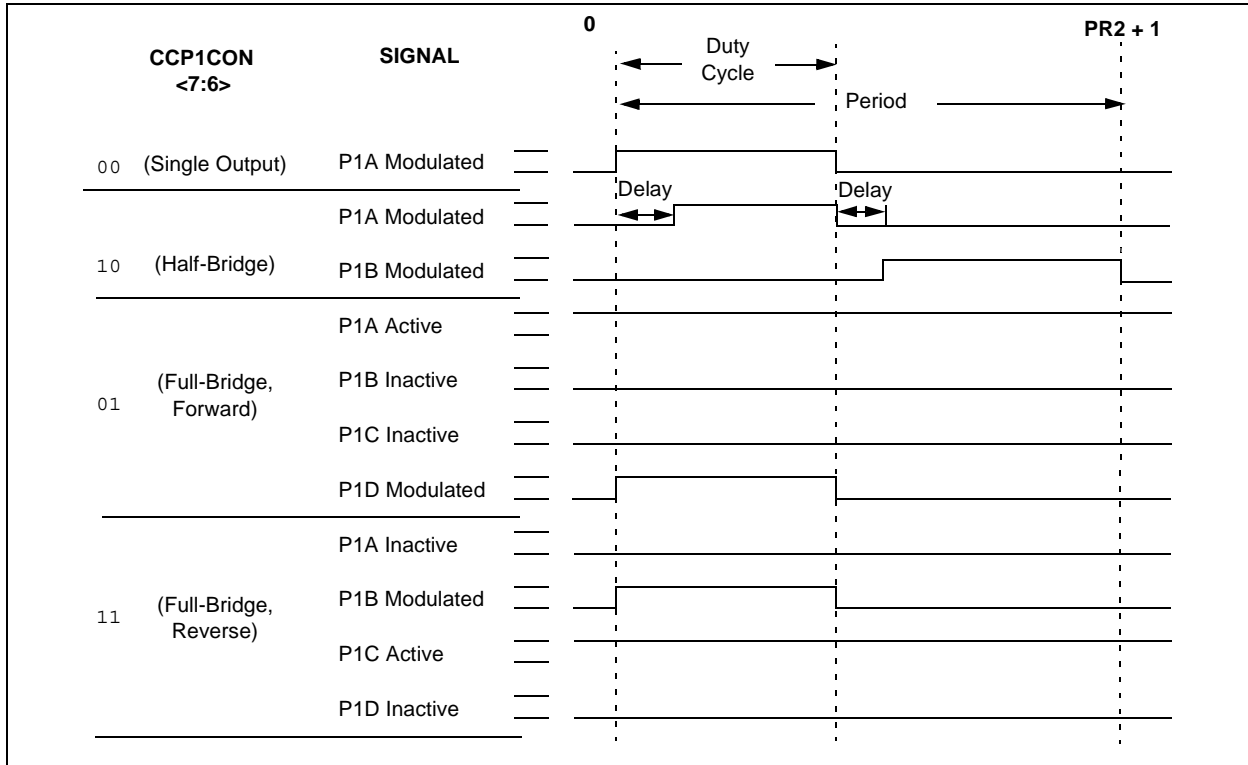 0
PR2 + 1
CCP1CON
<7:6>
SIGNAL
Duty
Cycle
Period
00
(Single Output)
P1A Modulated
Delay
Delay
P1A Modulated
10
(Half-Bridge)
P1B Modulated
P1A Active
01
(Full-Bridge,
Forward)
P1B Inactive
P1C Inactive
P1D Modulated
P1A Inactive
11
(Full-Bridge,
Reverse)
P1B Modulated
P1C Active
P1D Inactive